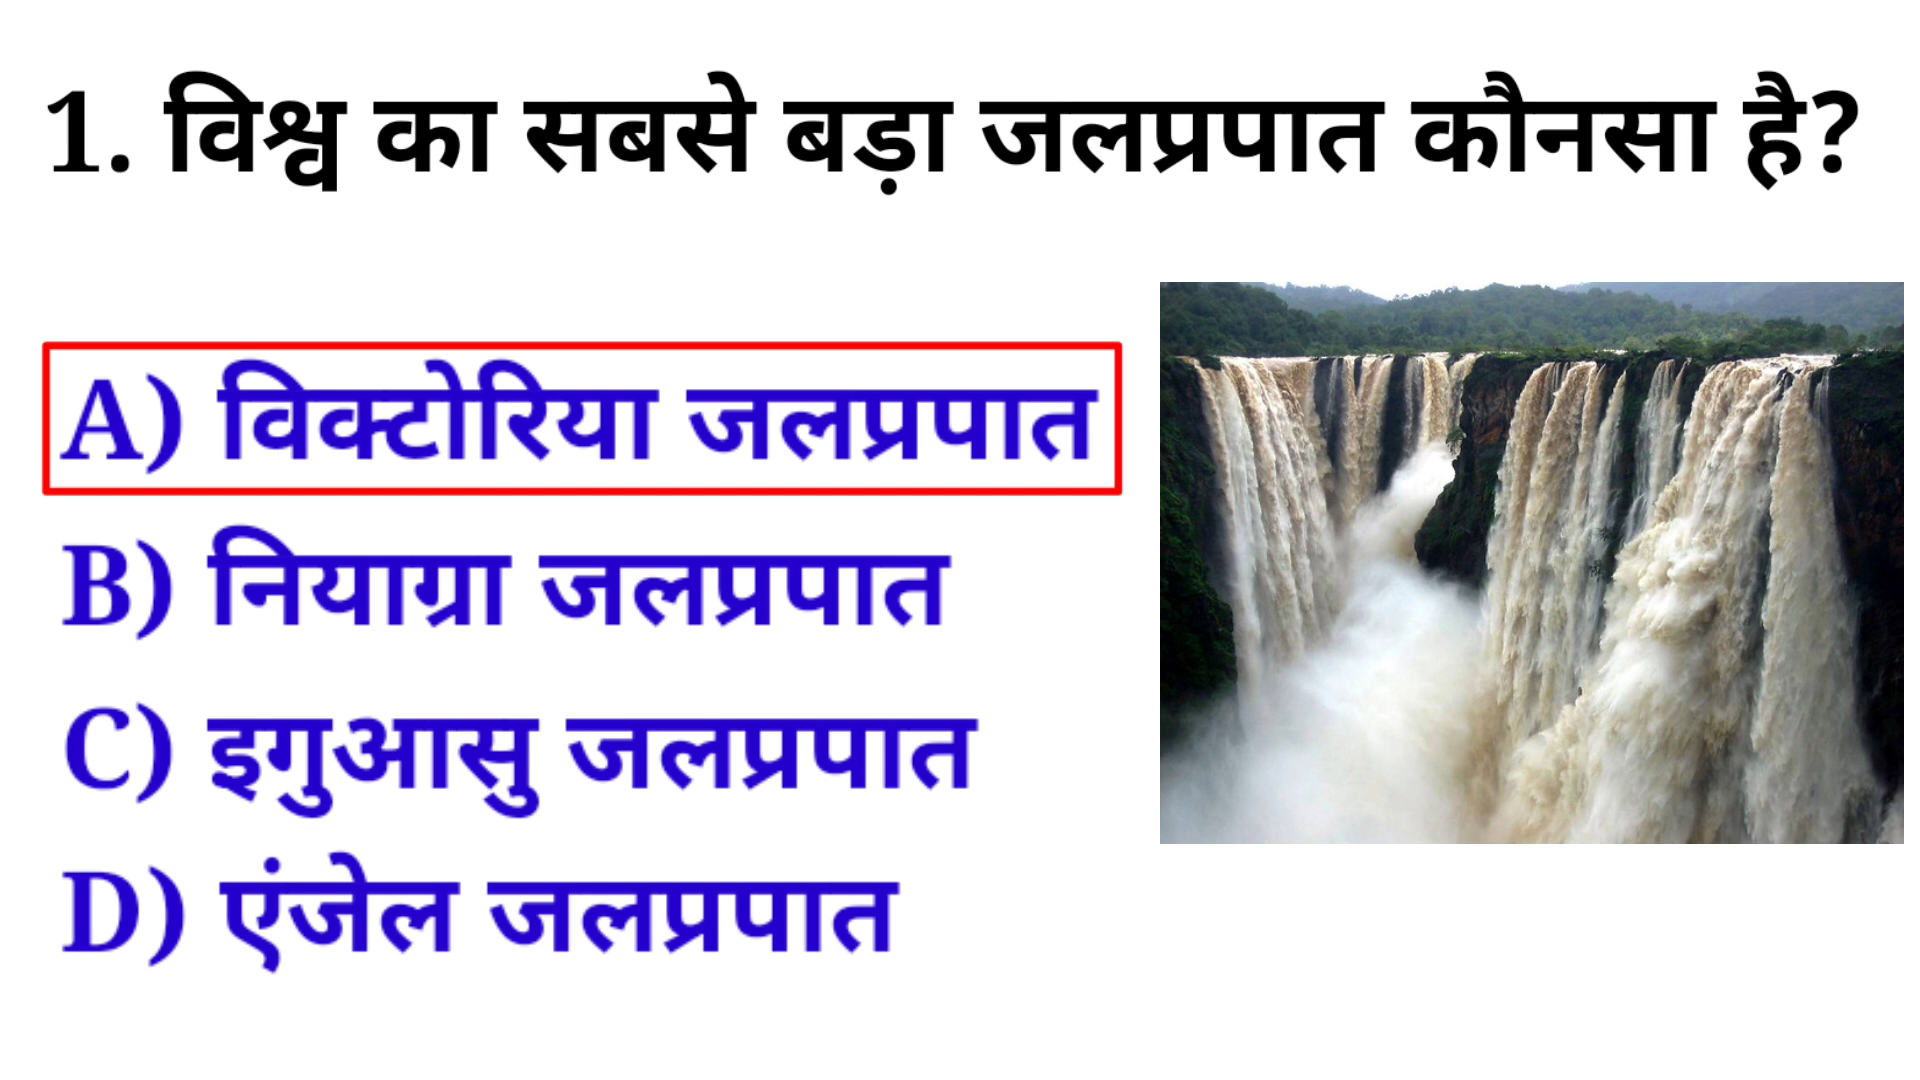 1. विश्व का सबसे बड़ा जलप्रपात कौनसा है?
A) विक्टोरिया जलप्रपात
B) नियाग्रा जलप्रपात
C) इगुआसु जलप्रपात
D) एंजेल जलप्रपात